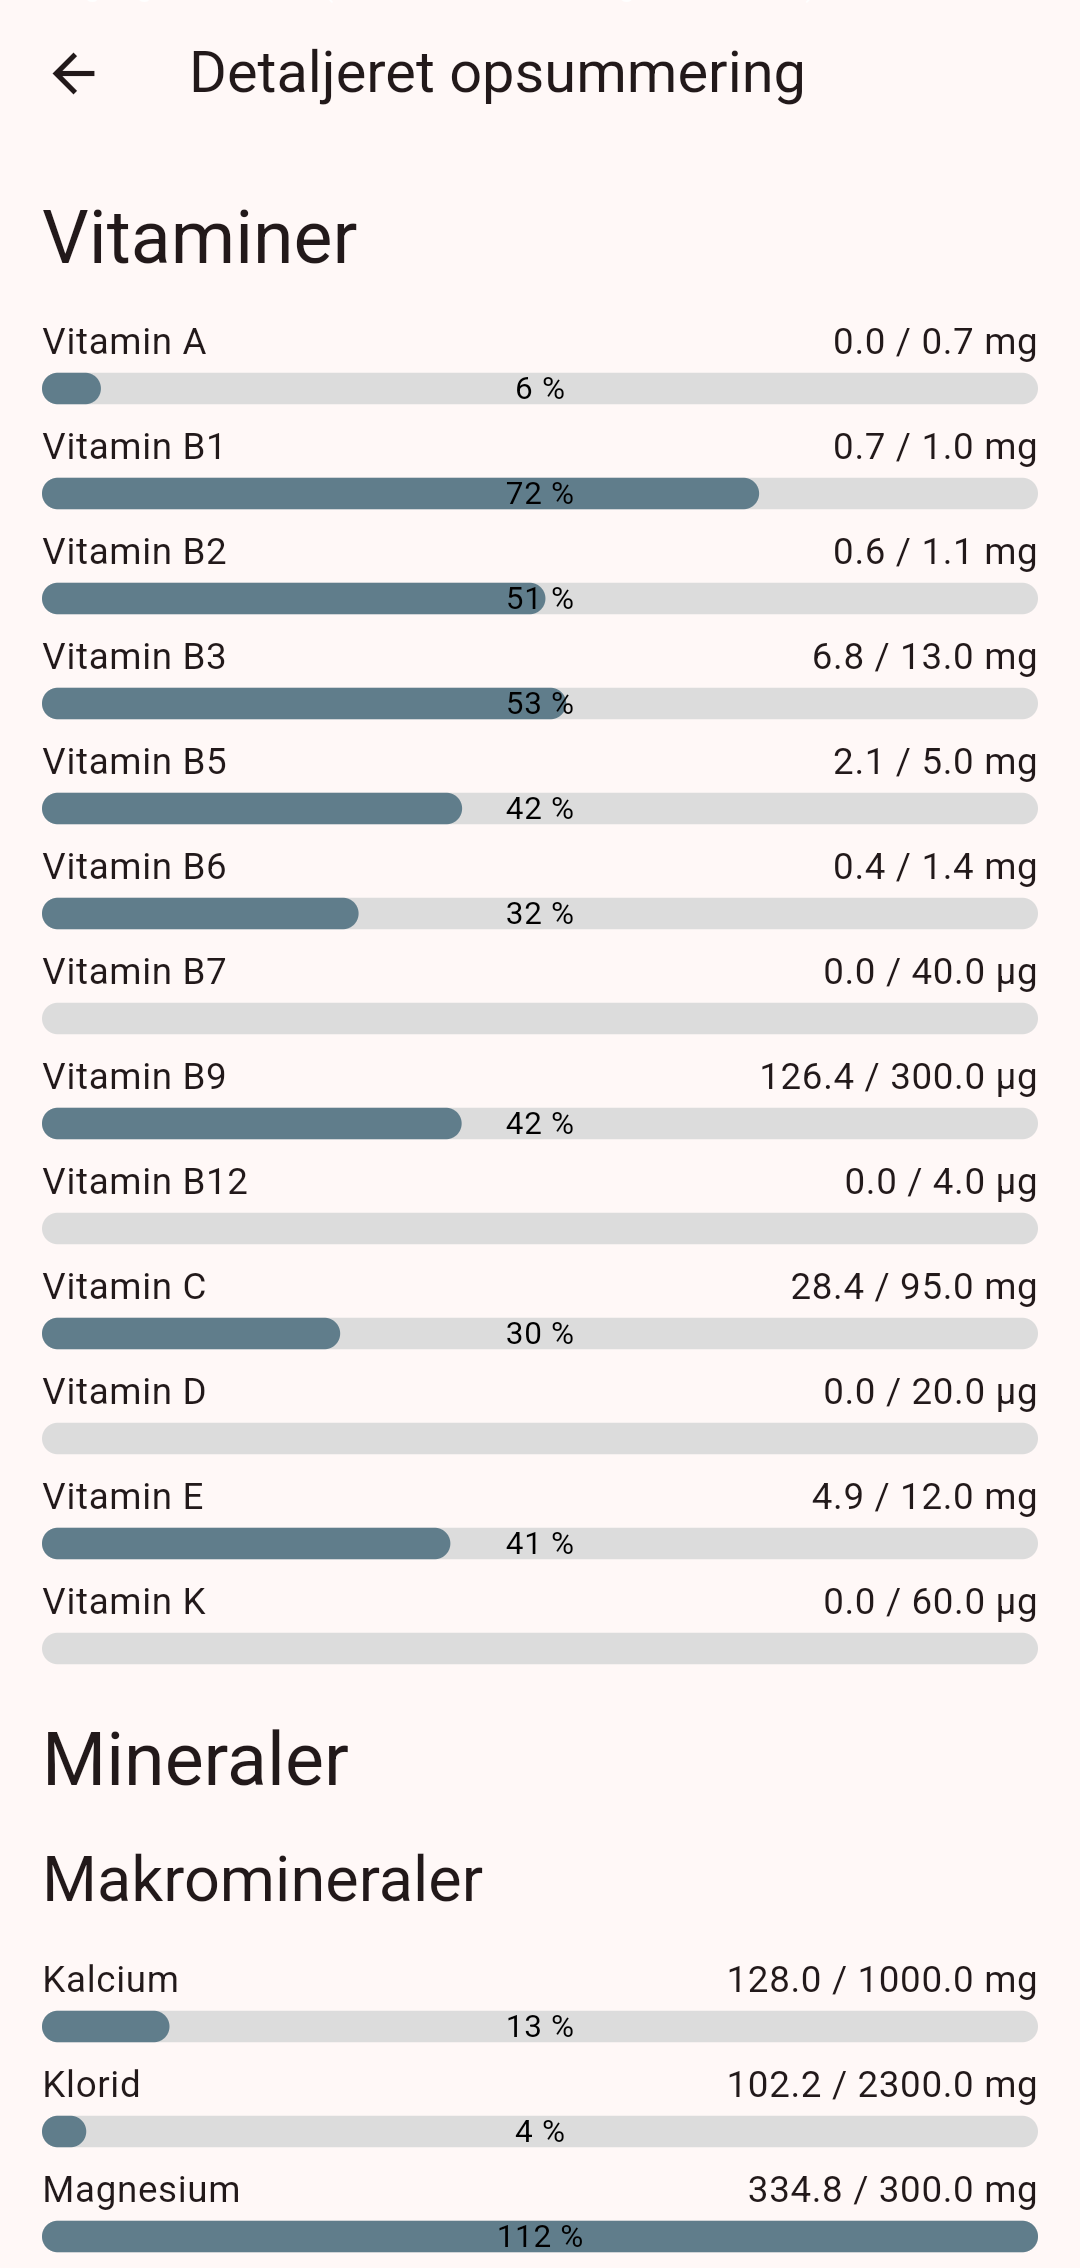 Detaljeret opsummering
Vitaminer
Vitamin A 0.0 / 0.7 mg
6 %
Vitamin B1 0.7 / 1.0 mg
72 %
Vitamin B2 0.6 / 1.1 mg
51 %
Vitamin B3 6.8 / 13.0 mg
53 %
Vitamin B5 2.1 / 5.0 mg
42 %
Vitamin B6 0.4 / 1.4 mg
32 %
Vitamin B7 0.0 / 40.0 µg
Vitamin B9 126.4 / 300.0 µg
42 %
Vitamin B12 0.0 / 4.0 µg
Vitamin C 28.4 / 95.0 mg
30 %
Vitamin D 0.0 / 20.0 µg
Vitamin E 4.9 / 12.0 mg
41 %
Vitamin K 0.0 / 60.0 µg
Mineraler
Makromineraler
Kalcium 128.0 / 1000.0 mg
13 %
Klorid 102.2 / 2300.0 mg
4 %
Magnesium 334.8 / 300.0 mg
112 %